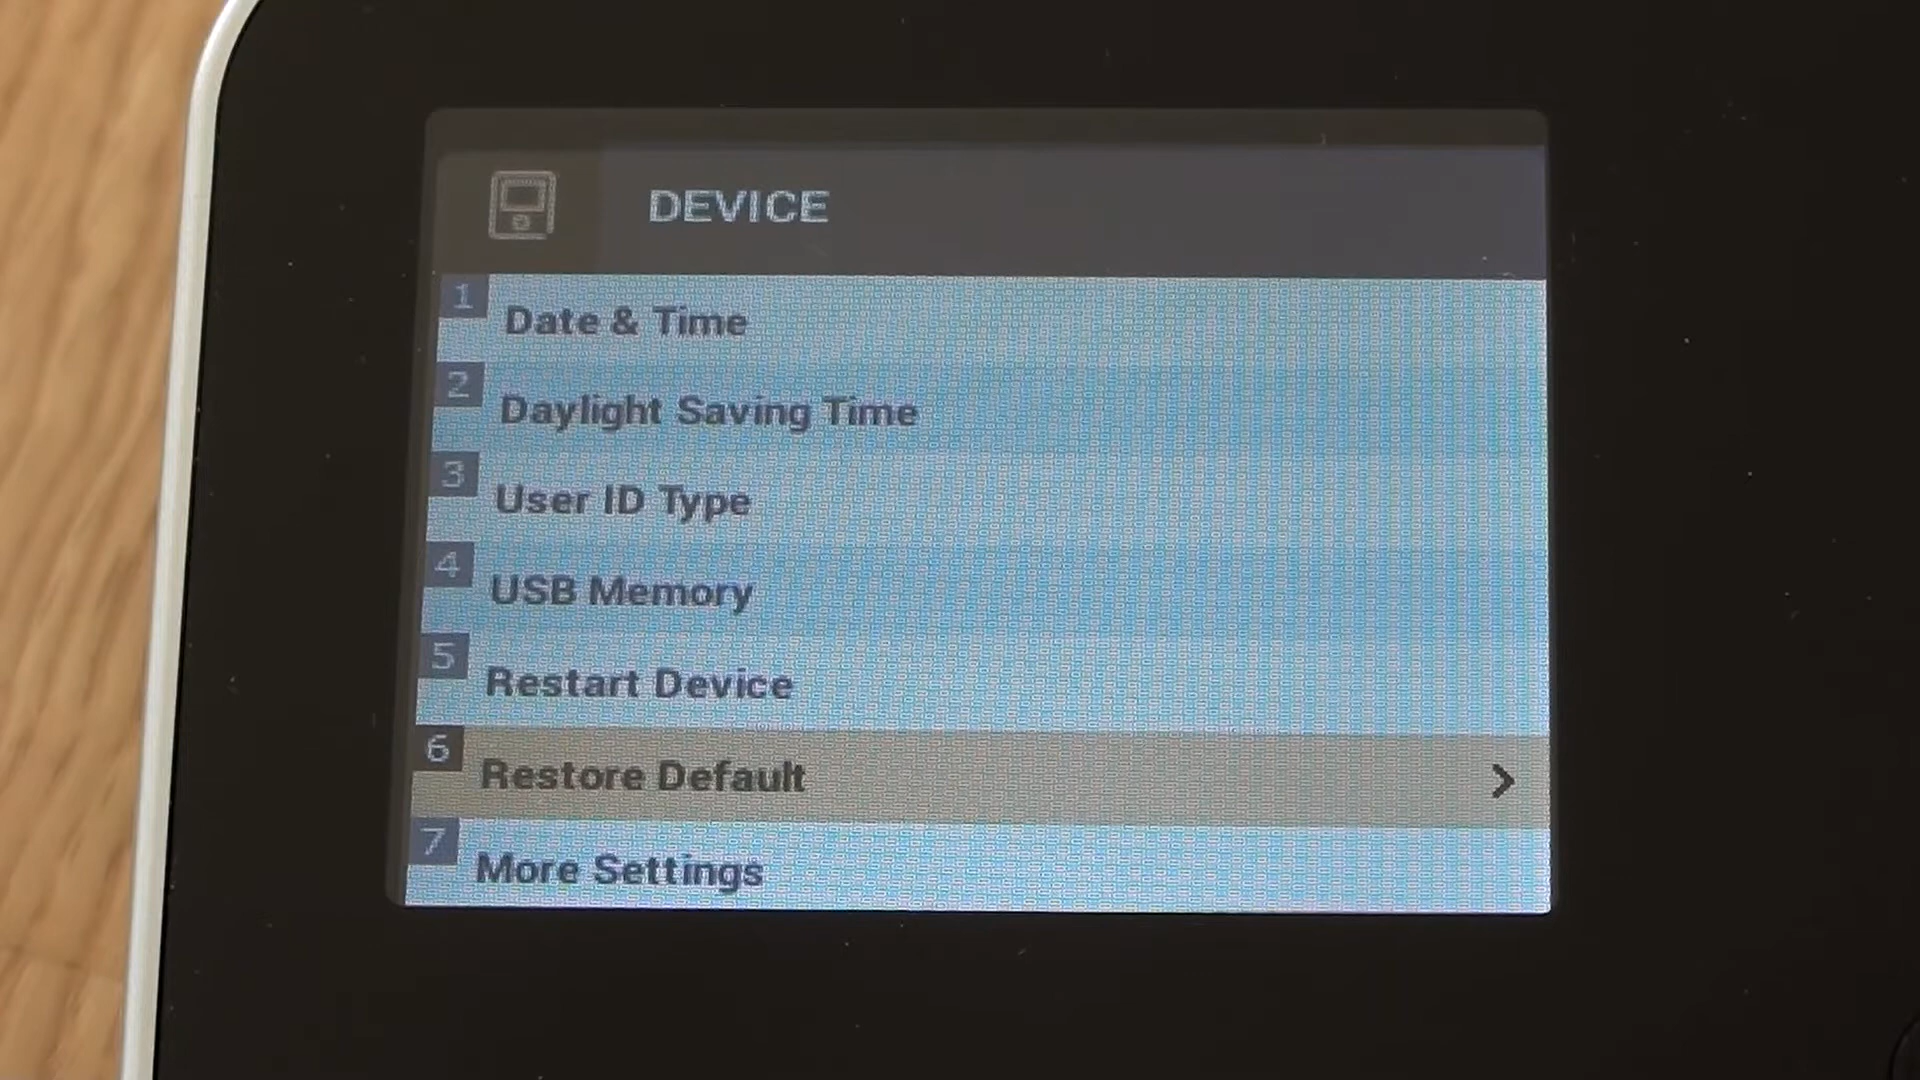 DEVICE
1 Date & Time
2 Daylight Saving Time
3 User ID Type
4 USB Memory
5 Restart Device
6 Restore Default
7 More Settings